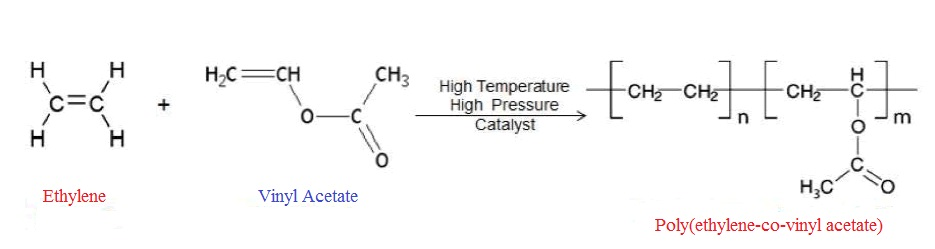 H H
C=C
H H
+
H₂C=CH
O—C
CH₃
O
High Temperature
High Pressure
Catalyst
CH₂ CH₂
n
CH₂ C
H
m
O
C
H₃C O
Ethylene
Vinyl Acetate
Poly(ethylene-co-vinyl acetate)